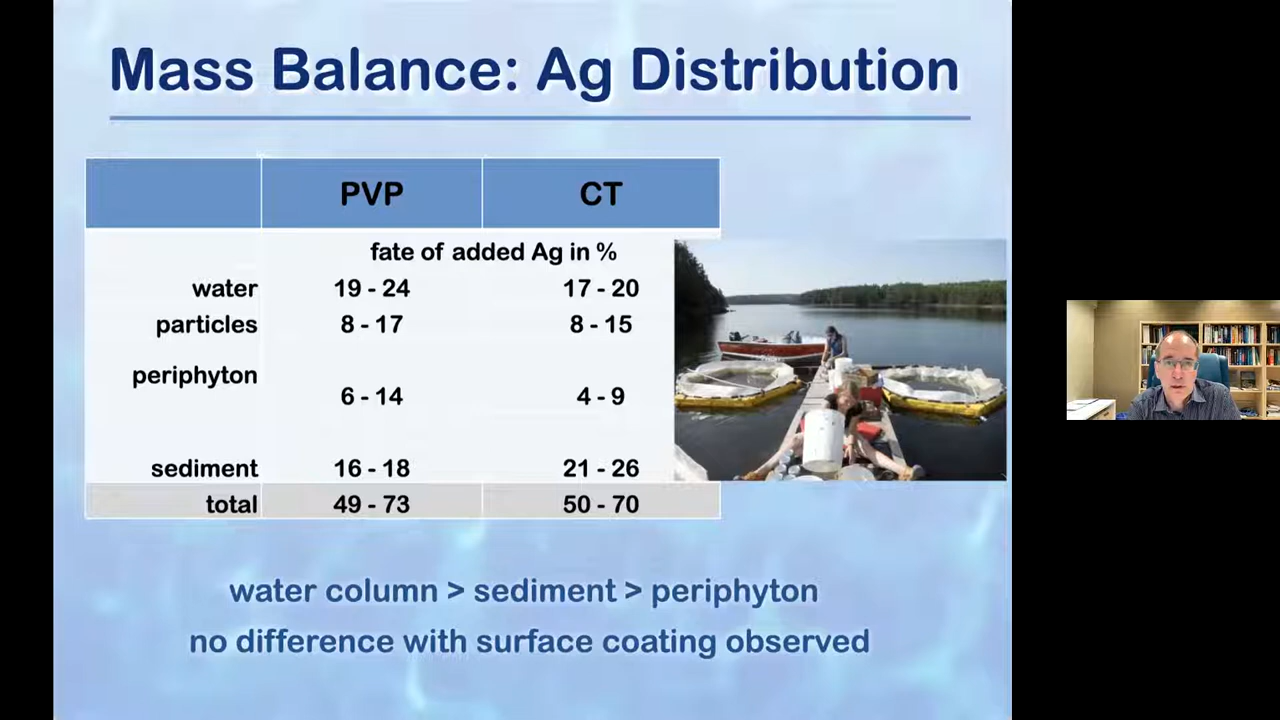 Mass Balance: Ag Distribution
PVP CT
fate of added Ag in %
water 19 - 24 17 - 20
particles 8 - 17 8 - 15
periphyton 6 - 14 4 - 9
sediment 16 - 18 21 - 26
total 49 - 73 50 - 70
water column > sediment > periphyton
no difference with surface coating observed